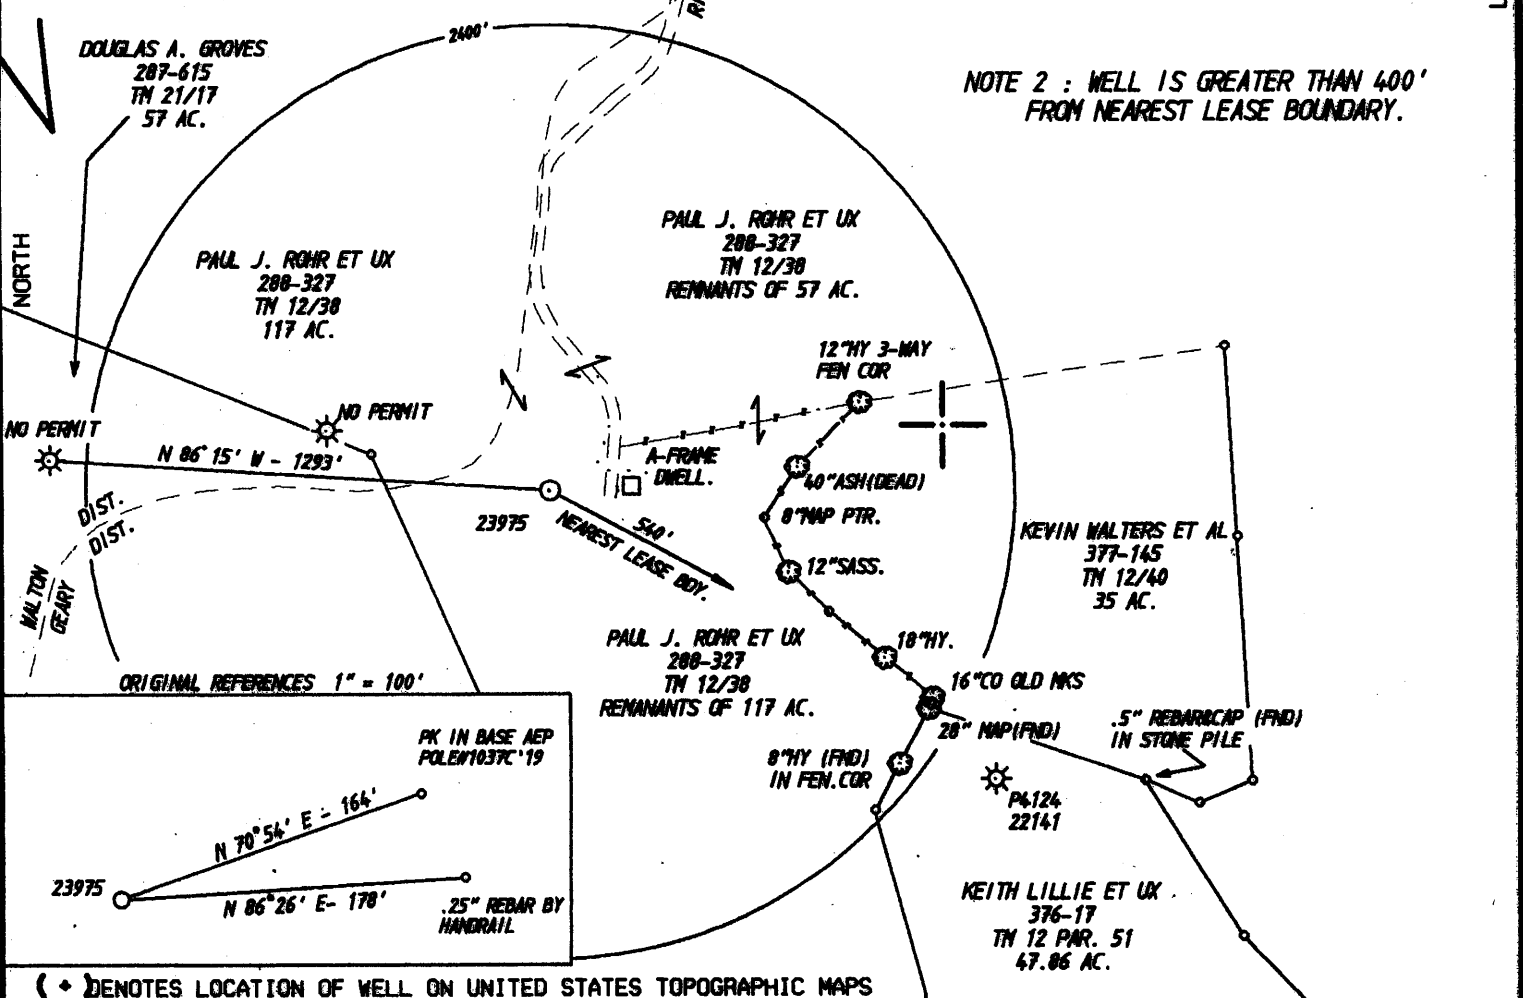 2400'
DOUGLAS A. GROVES
287-615
TM 21/17
57 AC.
NOTE 2 : WELL IS GREATER THAN 400'
FROM NEAREST LEASE BOUNDARY.
NORTH
PAUL J. ROHR ET UX
288-327
TM 12/38
117 AC.
PAUL J. ROHR ET UX
288-327
TM 12/38
REMNANTS OF 57 AC.
12"HY 3-WAY
FEN COR
NO PERMIT
NO PERMIT
N 86°15' W - 1293'
A-FRAME
DWELL.
40"ASH(DEAD)
8"MAP PTR.
23975
540'
NEAREST LEASE BDY.
DIST.
DIST.
WALTON
GEARY
12"SASS.
KEVIN WALTERS ET AL
377-145
TM 12/40
35 AC.
PAUL J. ROHR ET UX
288-327
TM 12/38
REMANANTS OF 117 AC.
18"HY.
16"CO OLD MKS
28" MAP(FND)
.5" REBAR&CAP (FND)
IN STONE PILE
8"HY (FND)
IN FEN.COR
P4124
22141
ORIGINAL REFERENCES 1" = 100'
PK IN BASE AEP
POLE#1037C'19
N 70°54' E - 164'
23975
N 86°26' E- 178'
.25" REBAR BY
HANDRAIL
KEITH LILLIE ET UX
376-17
TM 12 PAR. 51
47.86 AC.
(+)DENOTES LOCATION OF WELL ON UNITED STATES TOPOGRAPHIC MAPS